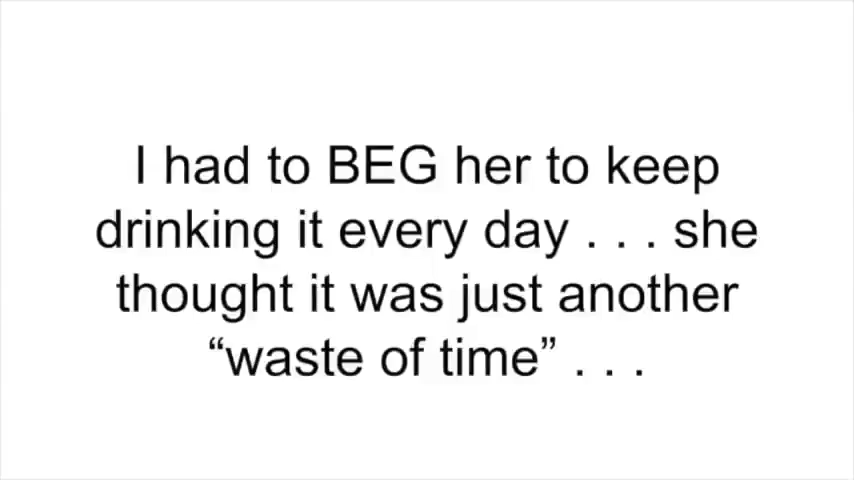 I had to BEG her to keep
drinking it every day . . . she
thought it was just another
“waste of time” . . .